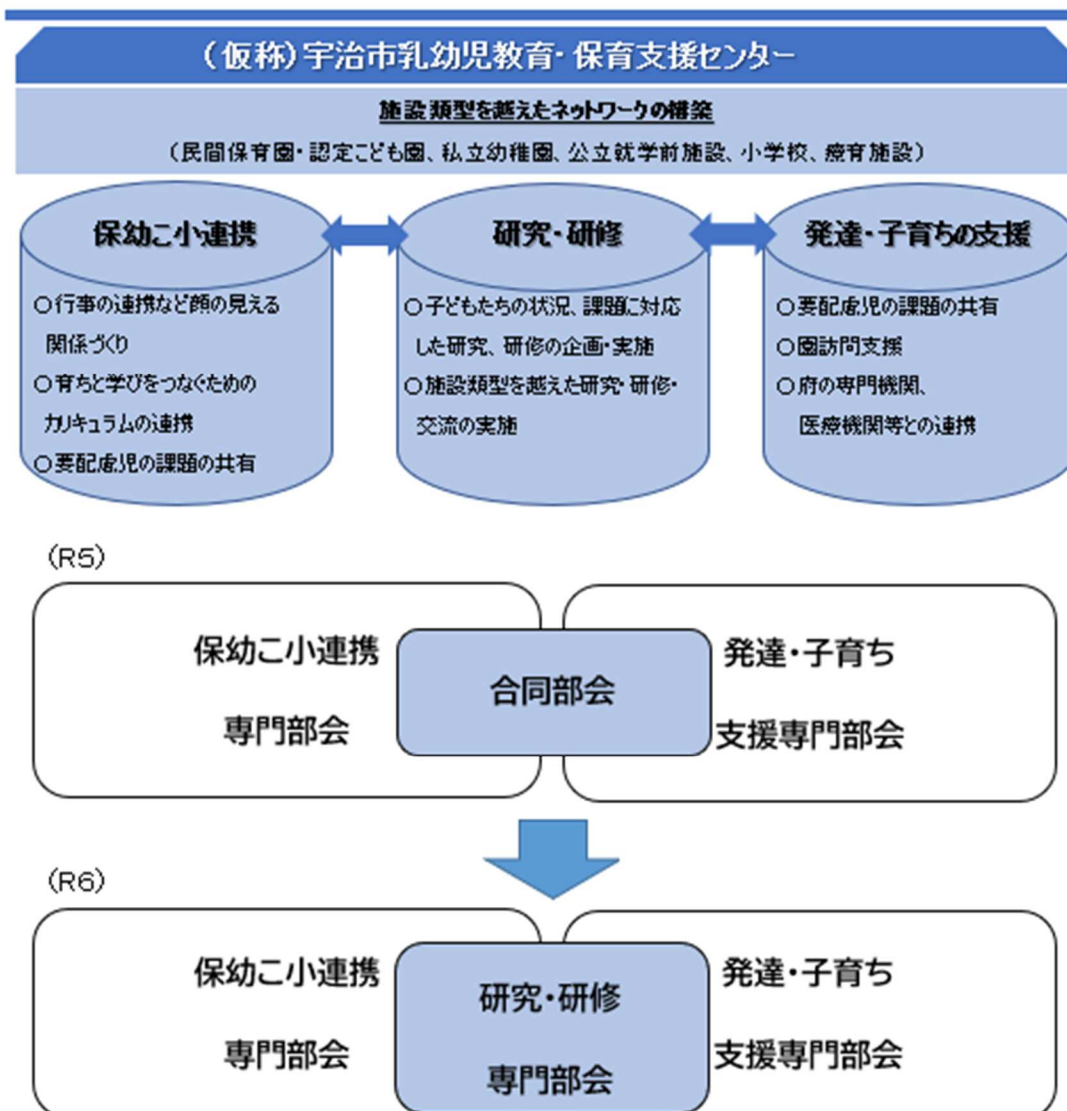 （仮称）宇治市乳幼児教育・保育支援センター
施設類型を越えたネットワークの構築
（民間保育園・認定こども園、私立幼稚園、公立就学前施設、小学校、療育施設）
保幼こ小連携
○行事の連携など顔の見える
関係づくり
○育ちと学びをつなぐための
カリキュラムの連携
○要配慮児の課題の共有
研究・研修
○子どもたちの状況、課題に対応
した研究、研修の企画・実施
○施設類型を越えた研究・研修・
交流の実施
発達・子育ちの支援
○要配慮児の課題の共有
○園訪問支援
○府の専門機関、
医療機関等との連携
（R5）
保幼こ小連携
専門部会
合同部会
発達・子育ち
支援専門部会
（R6）
保幼こ小連携
専門部会
研究・研修
専門部会
発達・子育ち
支援専門部会